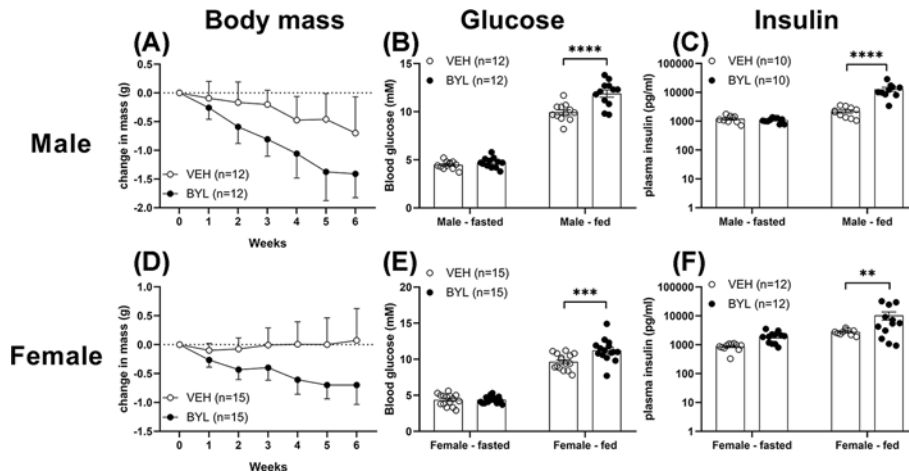 Body mass
Glucose
Insulin
Male
Female
(A)
change in mass (g)
0.5
0.0
-0.5
-1.0
-1.5
-2.0
VEH (n=12)
BYL (n=12)
0 1 2 3 4 5 6
Weeks
(B)
Blood glucose (mM)
15
10
5
0
VEH (n=12)
BYL (n=12)
****
Male - fasted
Male - fed
(C)
plasma insulin (pg/ml)
100000
10000
1000
100
10
1
VEH (n=10)
BYL (n=10)
****
Male - fasted
Male - fed
(D)
change in mass (g)
1.0
0.5
0.0
-0.5
-1.0
-1.5
VEH (n=15)
BYL (n=15)
0 1 2 3 4 5 6
Weeks
(E)
Blood glucose (mM)
20
15
10
5
0
VEH (n=15)
BYL (n=15)
***
Female - fasted
Female - fed
(F)
plasma insulin (pg/ml)
100000
10000
1000
100
10
1
VEH (n=12)
BYL (n=12)
**
Female - fasted
Female - fed